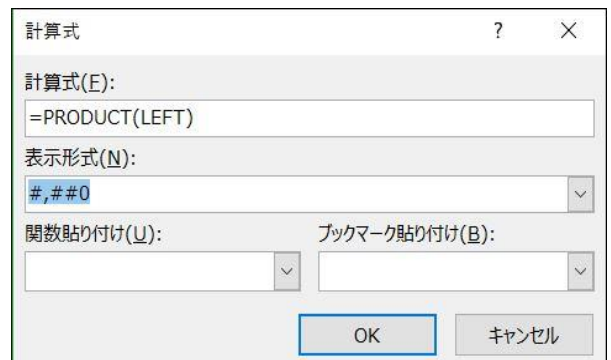 計算式 ?
計算式(F):
=PRODUCT(LEFT)
表示形式(N):
#,##0
関数貼り付け(U): ブックマーク貼り付け(B):
OK キャンセル